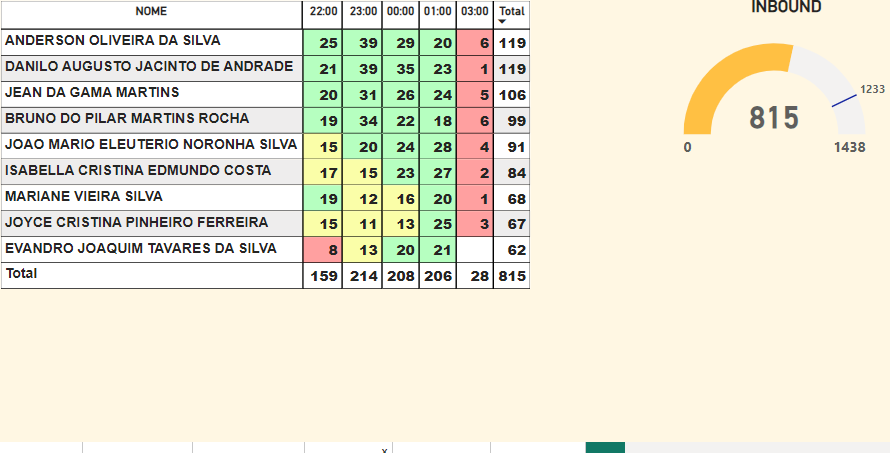 NOME 22:00 23:00 00:00 01:00 03:00 Total
ANDERSON OLIVEIRA DA SILVA 25 39 29 20 6 119
DANILO AUGUSTO JACINTO DE ANDRADE 21 39 35 23 1 119
JEAN DA GAMA MARTINS 20 31 26 24 5 106
BRUNO DO PILAR MARTINS ROCHA 19 34 22 18 6 99
JOAO MARIO ELEUTERIO NORONHA SILVA 15 20 24 28 4 91
ISABELLA CRISTINA EDMUNDO COSTA 17 15 23 27 2 84
MARIANE VIEIRA SILVA 19 12 16 20 1 68
JOYCE CRISTINA PINHEIRO FERREIRA 15 11 13 25 3 67
EVANDRO JOAQUIM TAVARES DA SILVA 8 13 20 21 62
Total 159 214 208 206 28 815
INBOUND
1233
815
0 1438
x